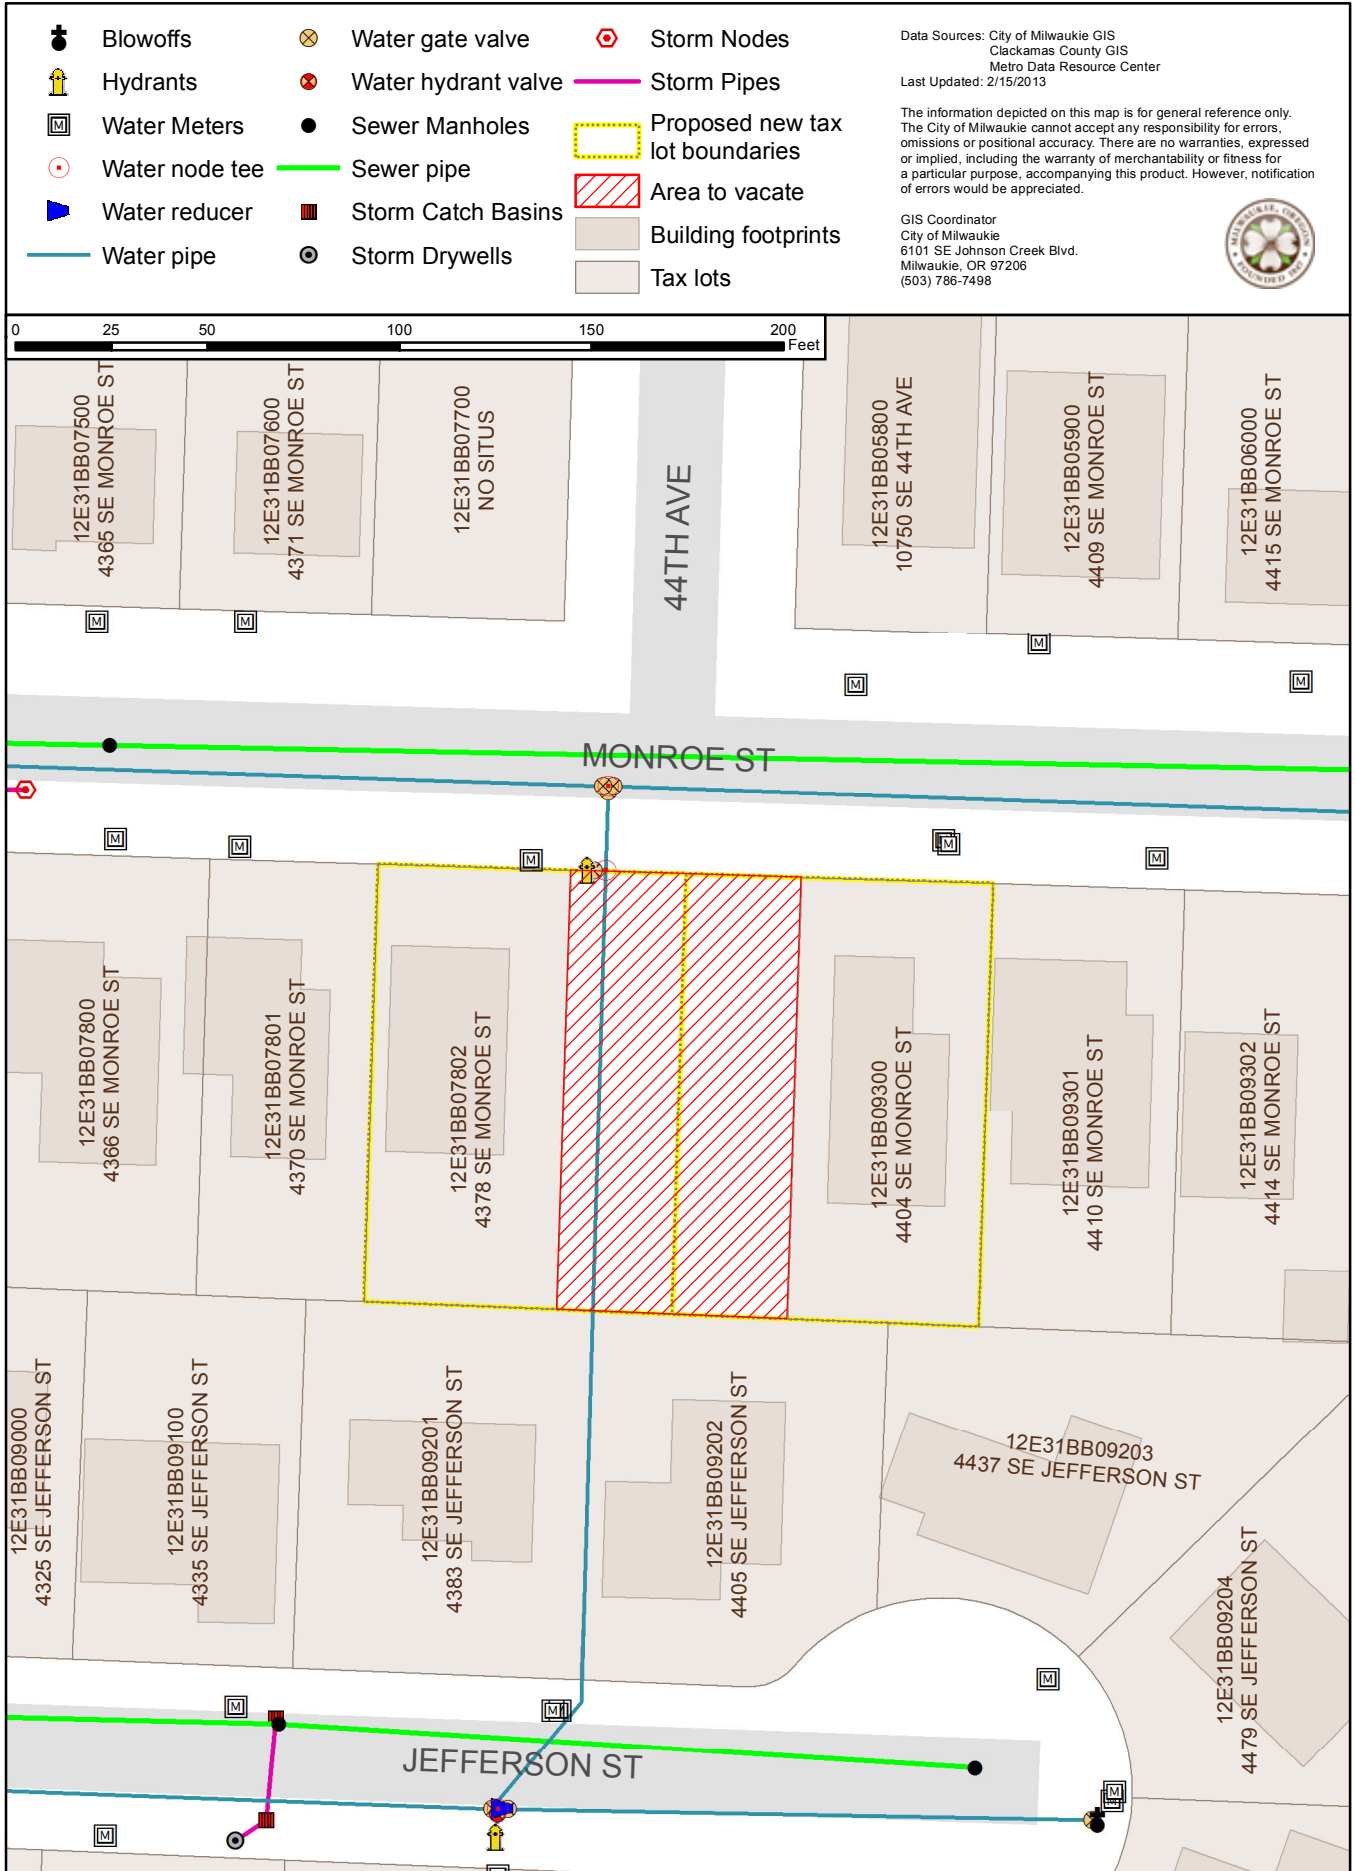 Blowoffs
Hydrants
Water Meters
Water node tee
Water reducer
Water pipe
Water gate valve
Water hydrant valve
Sewer Manholes
Sewer pipe
Storm Catch Basins
Storm Drywells
Storm Nodes
Storm Pipes
Proposed new tax
lot boundaries
Area to vacate
Building footprints
Tax lots
Data Sources: City of Milwaukie GIS
Clackamas County GIS
Metro Data Resource Center
Last Updated: 2/15/2013
The information depicted on this map is for general reference only.
The City of Milwaukie cannot accept any responsibility for errors,
omissions or positional accuracy. There are no warranties, expressed
or implied, including the warranty of merchantability or fitness for
a particular purpose, accompanying this product. However, notification
of errors would be appreciated.
GIS Coordinator
City of Milwaukie
6101 SE Johnson Creek Blvd.
Milwaukie, OR 97206
(503) 786-7498
MILWAUKIE, OREGON
FOUNDED 1847
0 25 50 100 150 200
Feet
12E31BB07500
4365 SE MONROE ST
12E31BB07600
4371 SE MONROE ST
12E31BB07700
NO SITUS
44TH AVE
12E31BB05800
10750 SE 44TH AVE
12E31BB05900
4409 SE MONROE ST
12E31BB06000
4415 SE MONROE ST
MONROE ST
12E31BB07800
4366 SE MONROE ST
12E31BB07801
4370 SE MONROE ST
12E31BB07802
4378 SE MONROE ST
12E31BB09300
4404 SE MONROE ST
12E31BB09301
4410 SE MONROE ST
12E31BB09302
4414 SE MONROE ST
12E31BB09000
4325 SE JEFFERSON ST
12E31BB09100
4335 SE JEFFERSON ST
12E31BB09201
4383 SE JEFFERSON ST
12E31BB09202
4405 SE JEFFERSON ST
12E31BB09203
4437 SE JEFFERSON ST
12E31BB09204
4479 SE JEFFERSON ST
JEFFERSON ST